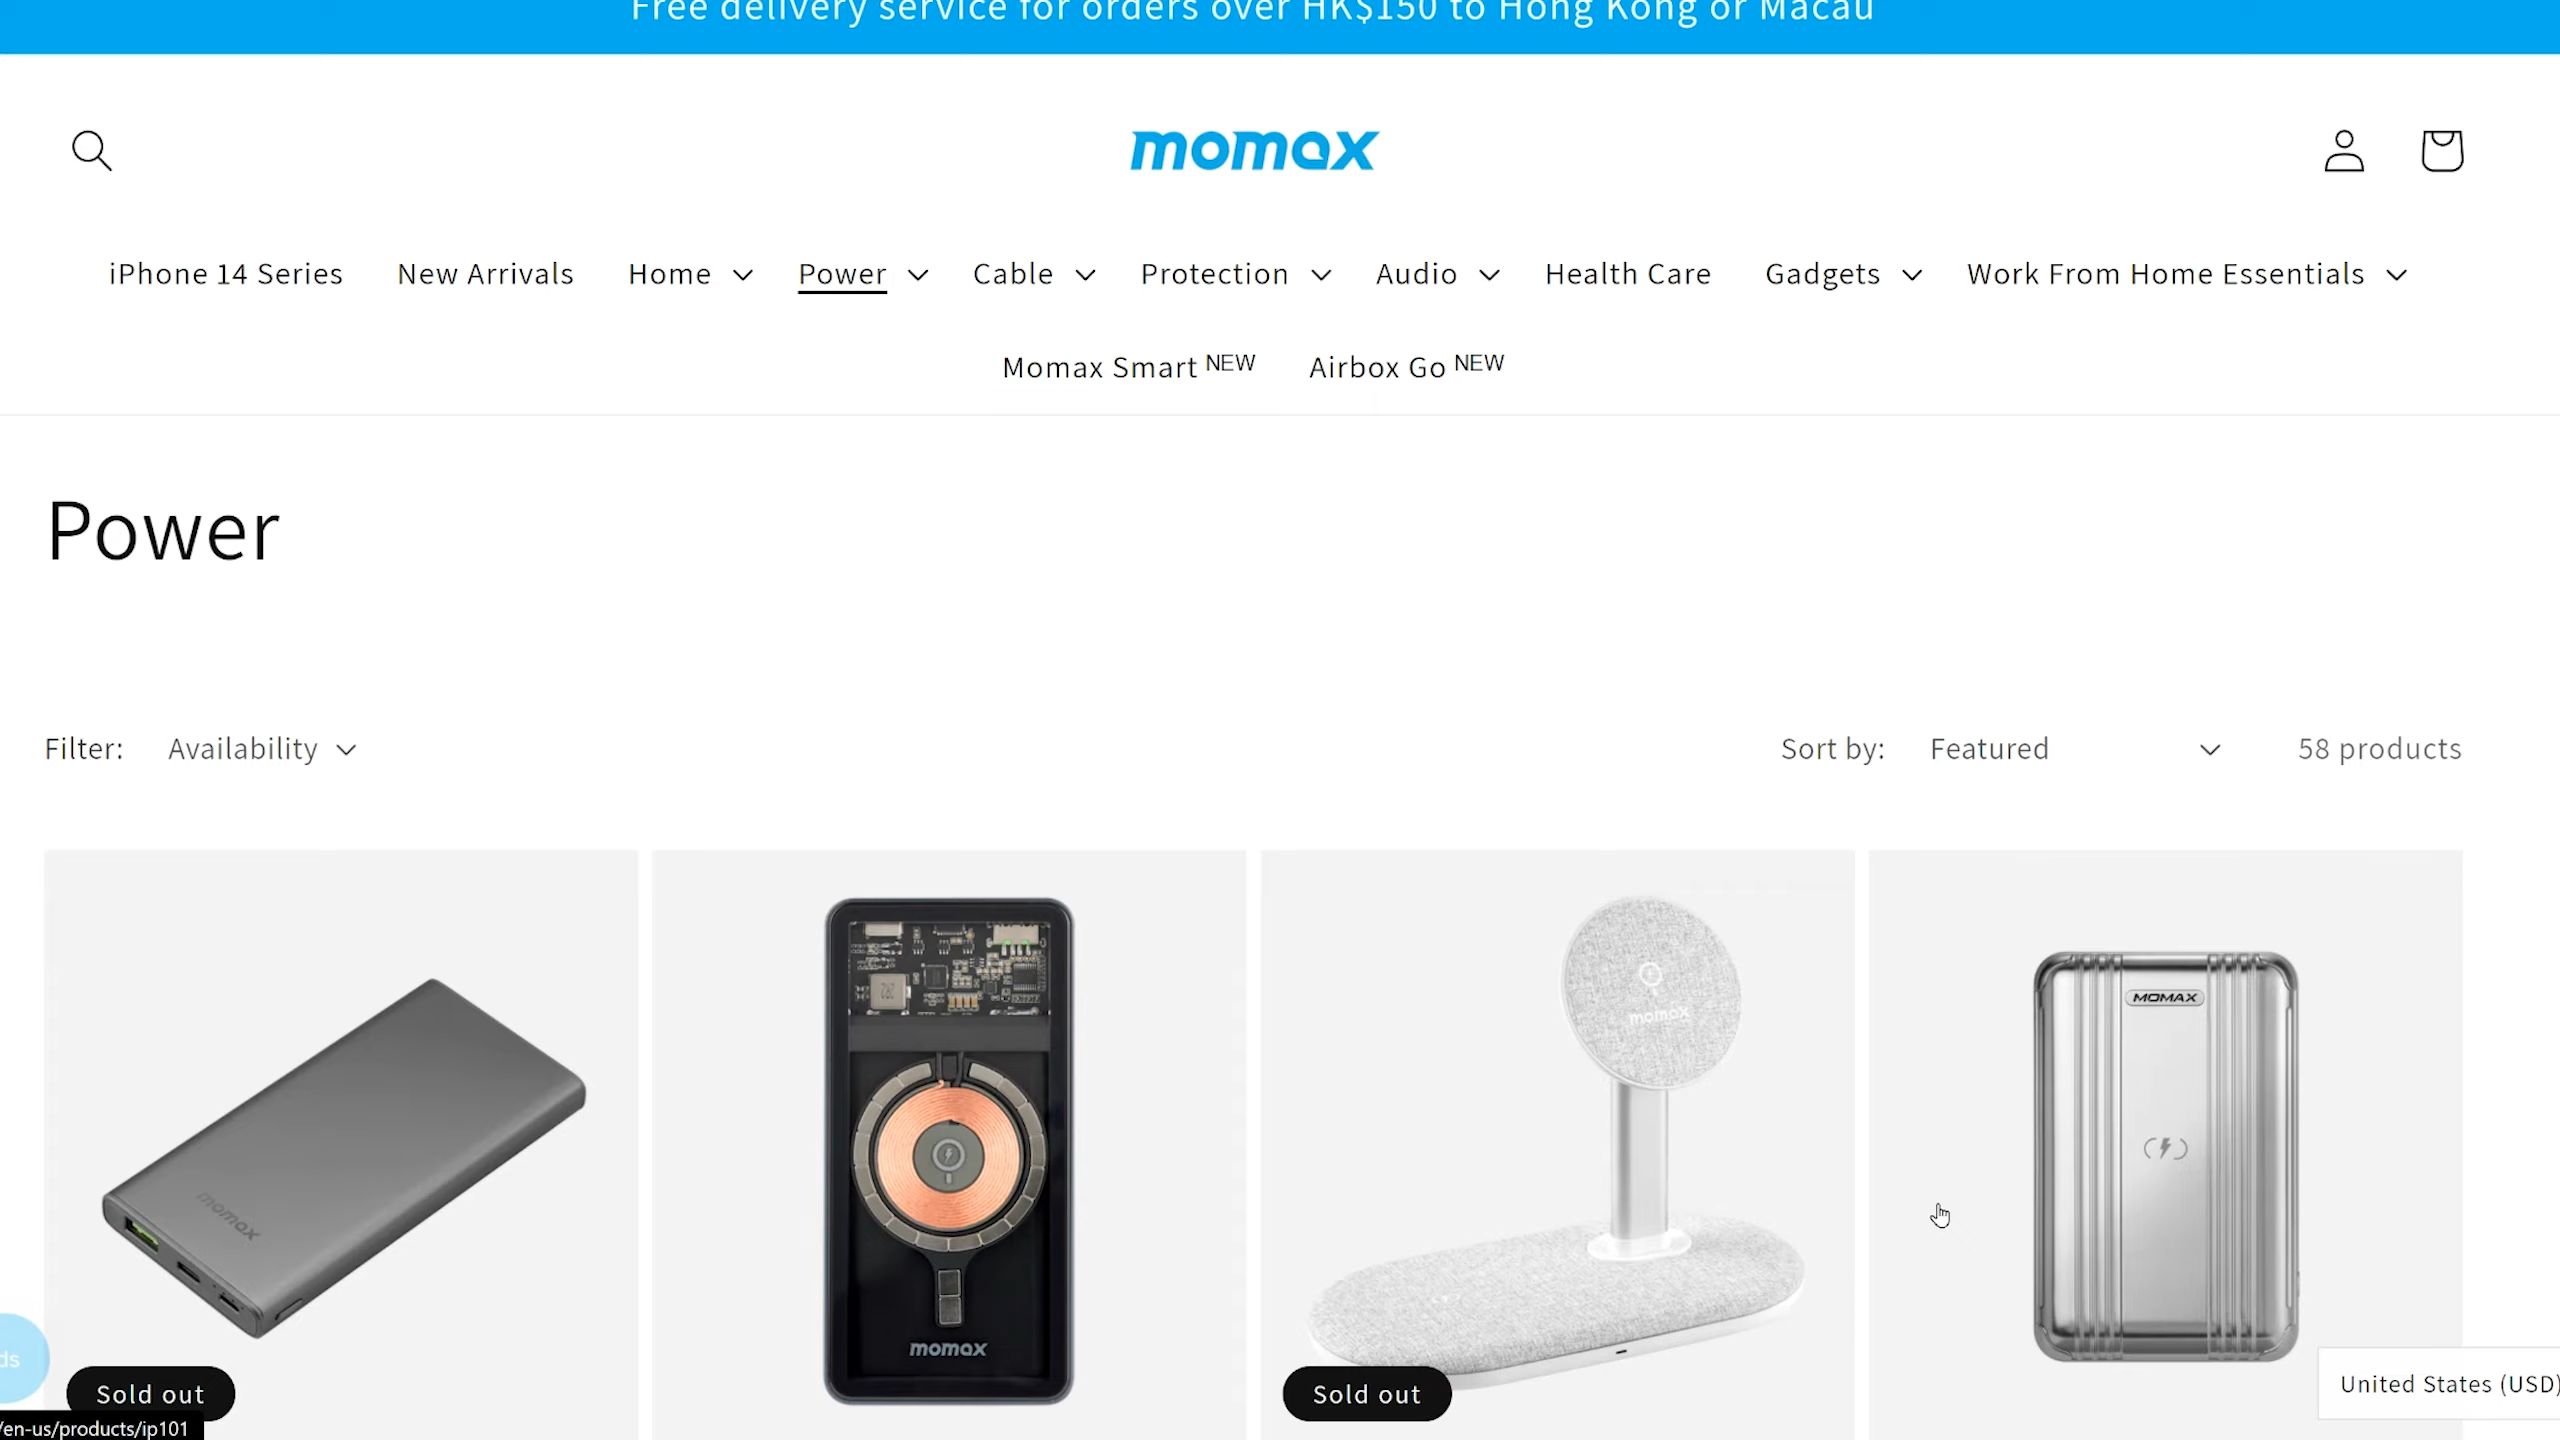 Free delivery service for orders over HK$150 to Hong Kong or Macau
momax
iPhone 14 Series New Arrivals Home Power Cable Protection Audio Health Care Gadgets Work From Home Essentials
Momax Smart NEW Airbox Go NEW
Power
Filter: Availability Sort by: Featured 58 products
momax
momax
momax
MOMAX
Sold out
Sold out
United States (USD)
ds
/en-us/products/ip101